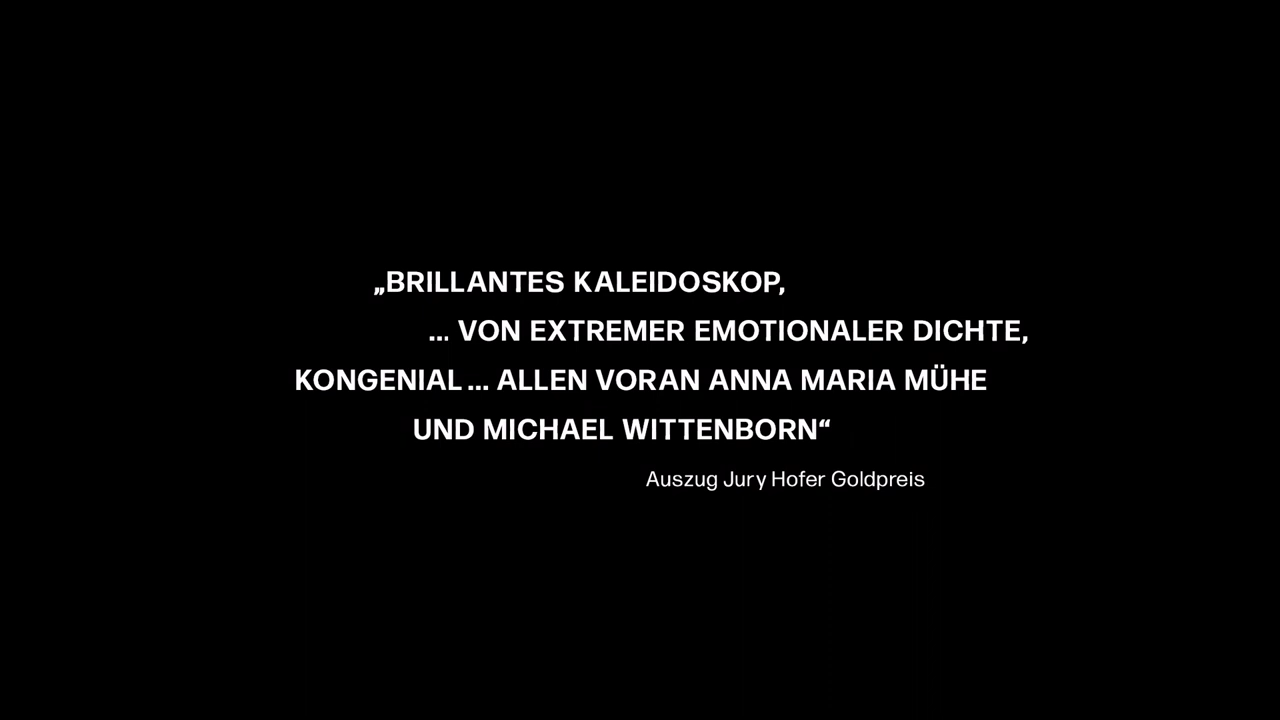 „BRILLANTES KALEIDOSKOP,
... VON EXTREMER EMOTIONALER DICHTE,
KONGENIAL ... ALLEN VORAN ANNA MARIA MÜHE
UND MICHAEL WITTENBORN“
Auszug Jury Hofer Goldpreis